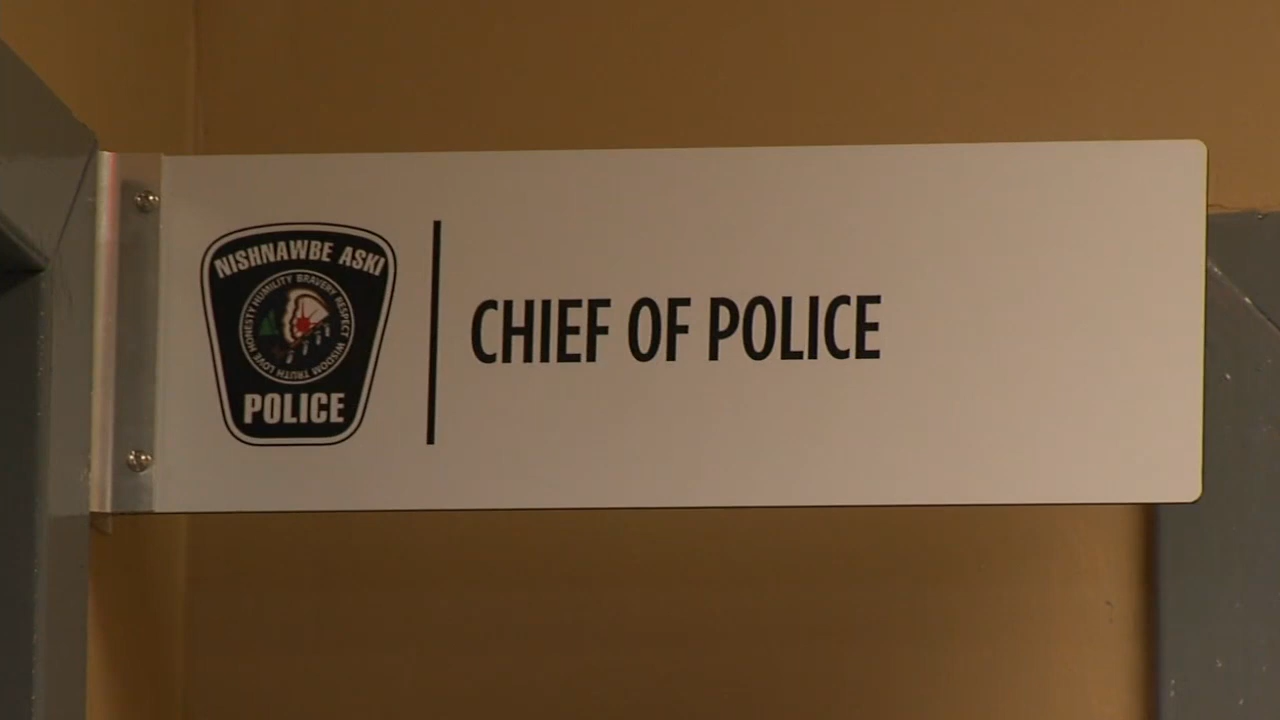 NISHNAWBE ASKI
HONESTY HUMILITY BRAVERY RESPECT WISDOM TRUTH LOVE
POLICE
CHIEF OF POLICE